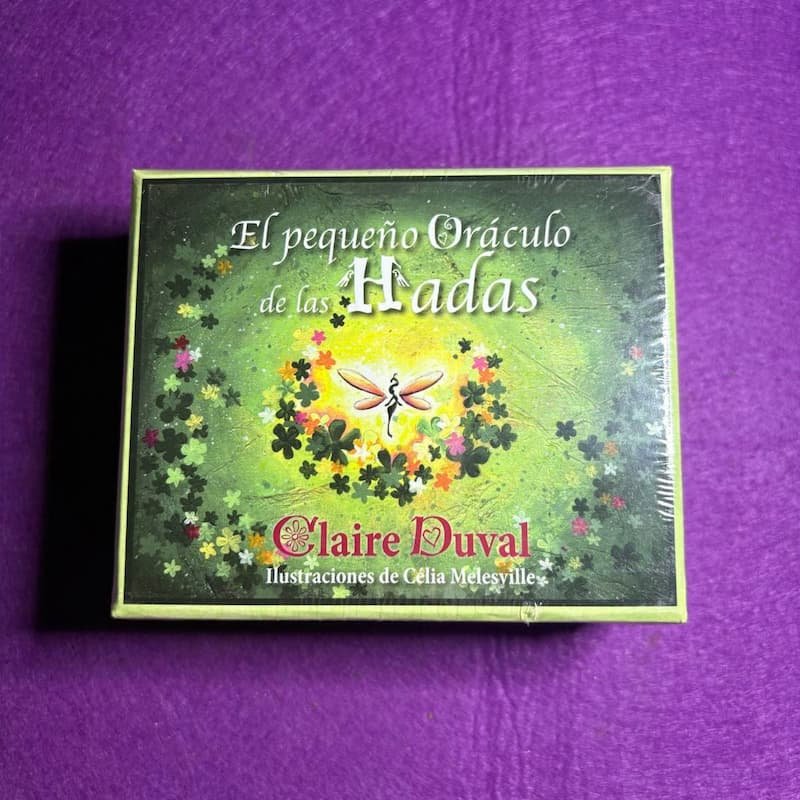 El pequeño Oráculo
de las Hadas
Claire Duval
Ilustraciones de Célia Melesville